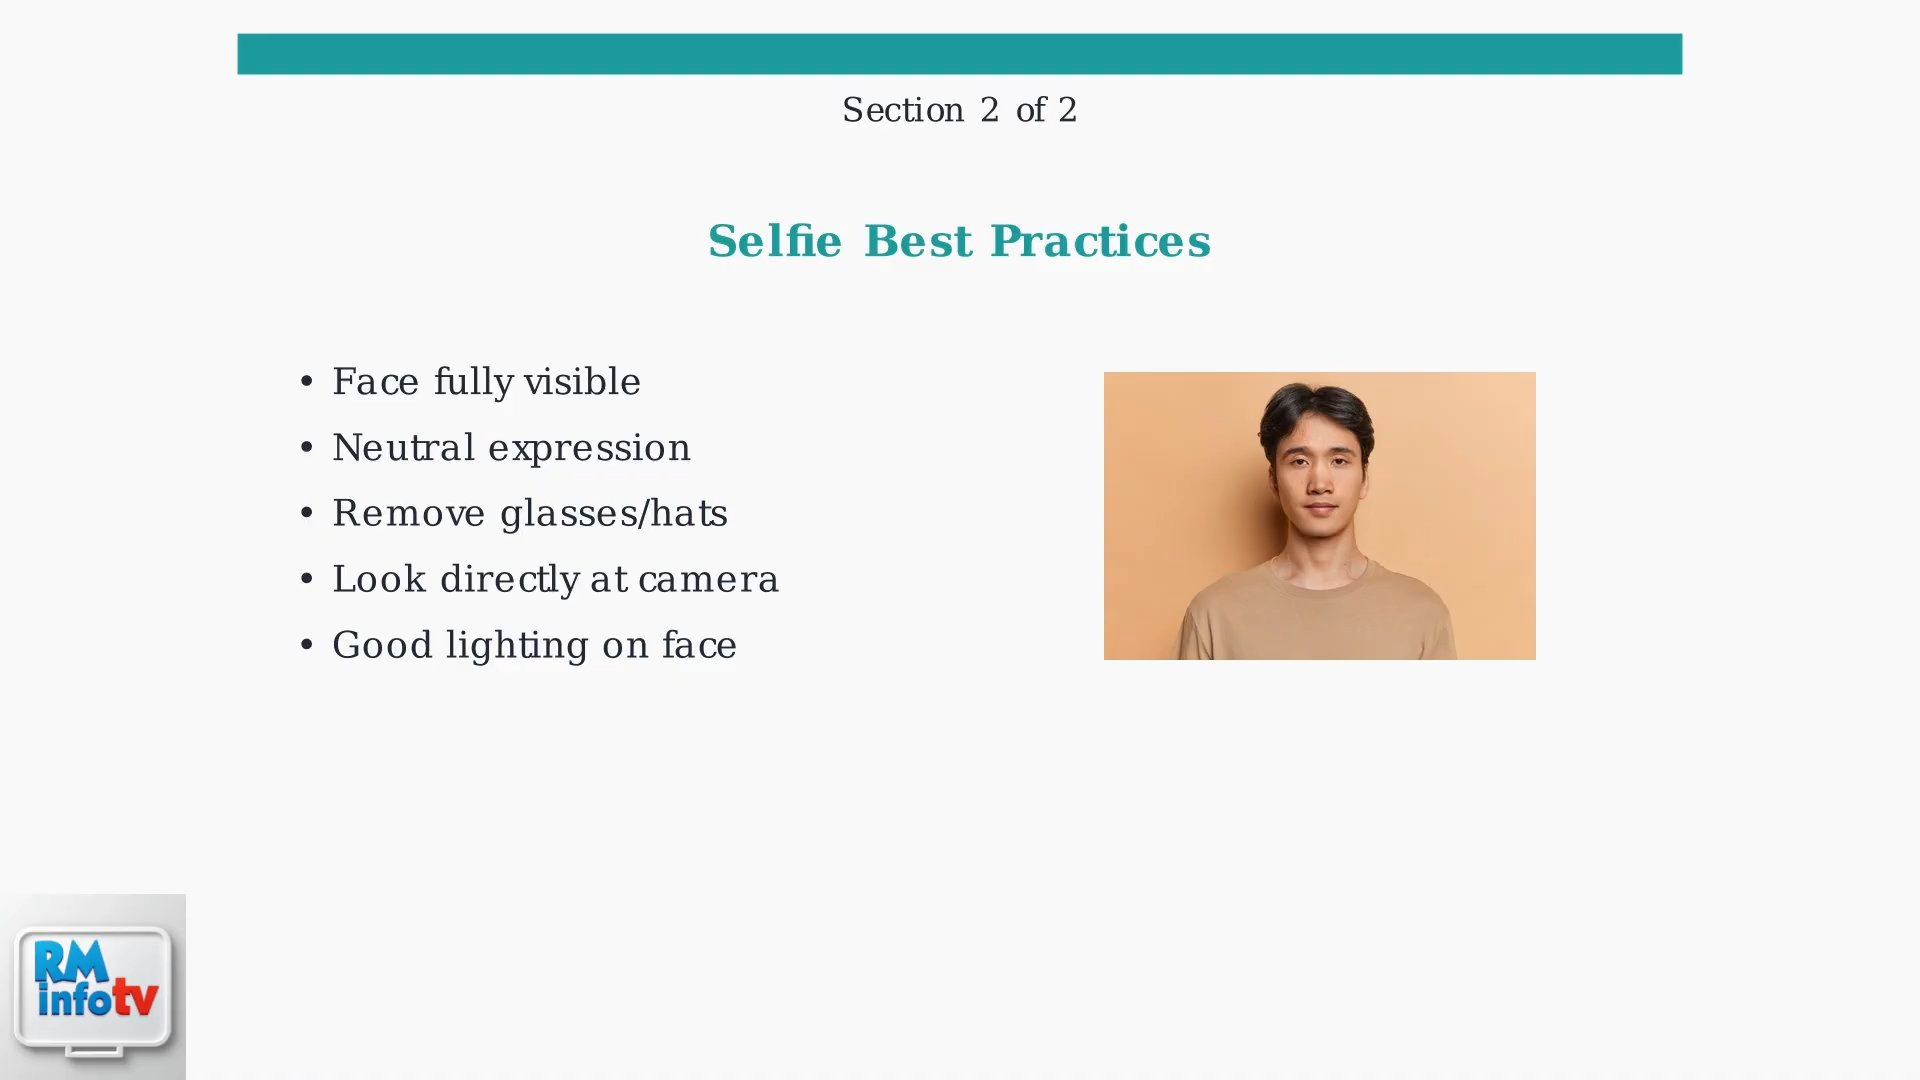 Section 2 of 2
Selfie Best Practices
• Face fully visible
• Neutral expression
• Remove glasses/hats
• Look directly at camera
• Good lighting on face
RM
infotv